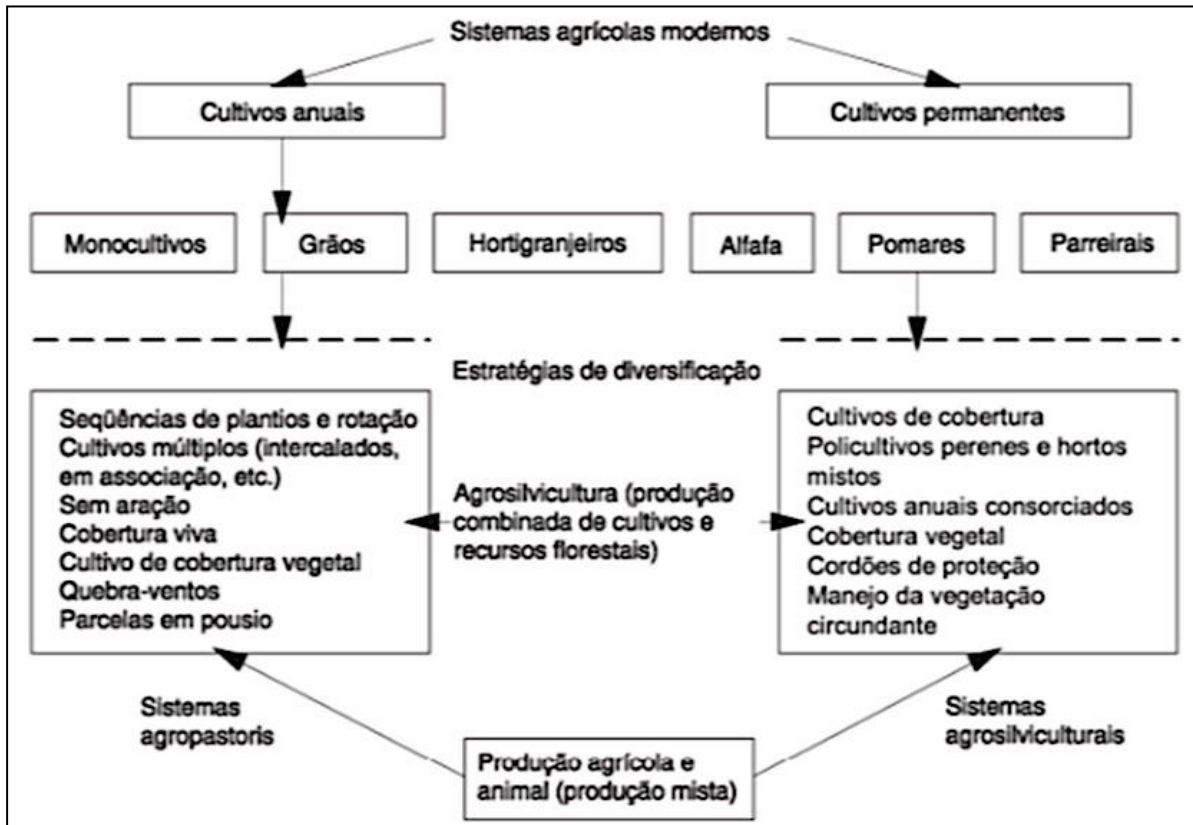 Sistemas agrícolas modernos
Cultivos anuais
Cultivos permanentes
Monocultivos
Grãos
Hortigranjeiros
Alfafa
Pomares
Parreirais
Estratégias de diversificação
Seqüências de plantios e rotação
Cultivos múltiplos (intercalados,
em associação, etc.)
Sem aração
Cobertura viva
Cultivo de cobertura vegetal
Quebra-ventos
Parcelas em pousio
Agrosilvicultura (produção
combinada de cultivos e
recursos florestais)
Cultivos de cobertura
Policultivos perenes e hortos
mistos
Cultivos anuais consorciados
Cobertura vegetal
Cordões de proteção
Manejo da vegetação
circundante
Sistemas
agropastoris
Sistemas
agrosilviculturais
Produção agrícola e
animal (produção mista)